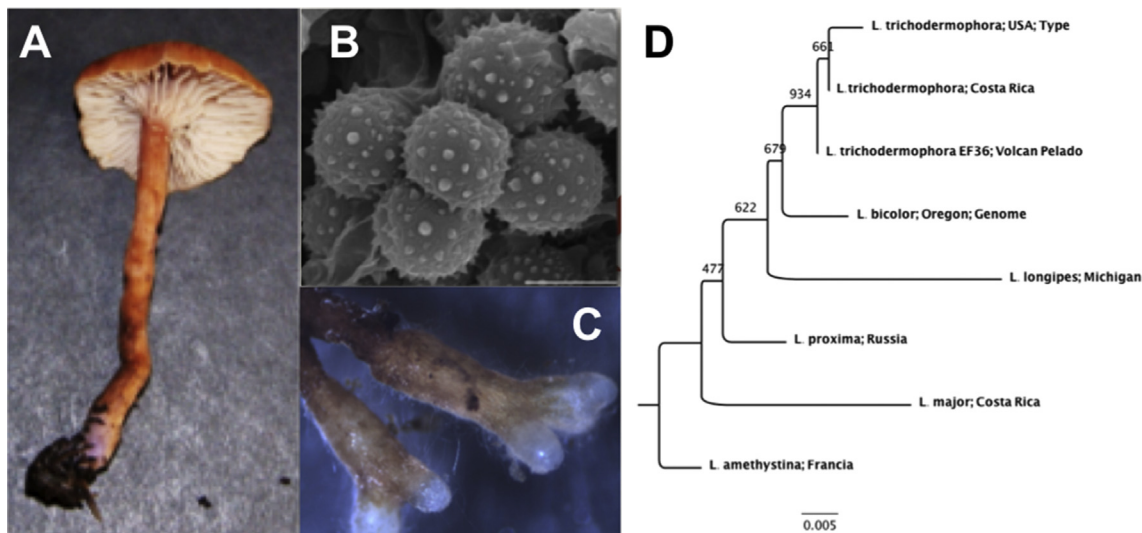 A
B
C
D
L. trichodermophora; USA; Type
661
L.trichodermophora; Costa Rica
934
L. trichodermophora EF36; Volcan Pelado
679
L. bicolor; Oregon; Genome
622
L. longipes; Michigan
477
L. proxima; Russia
L. major; Costa Rica
L. amethystina; Francia
0.005